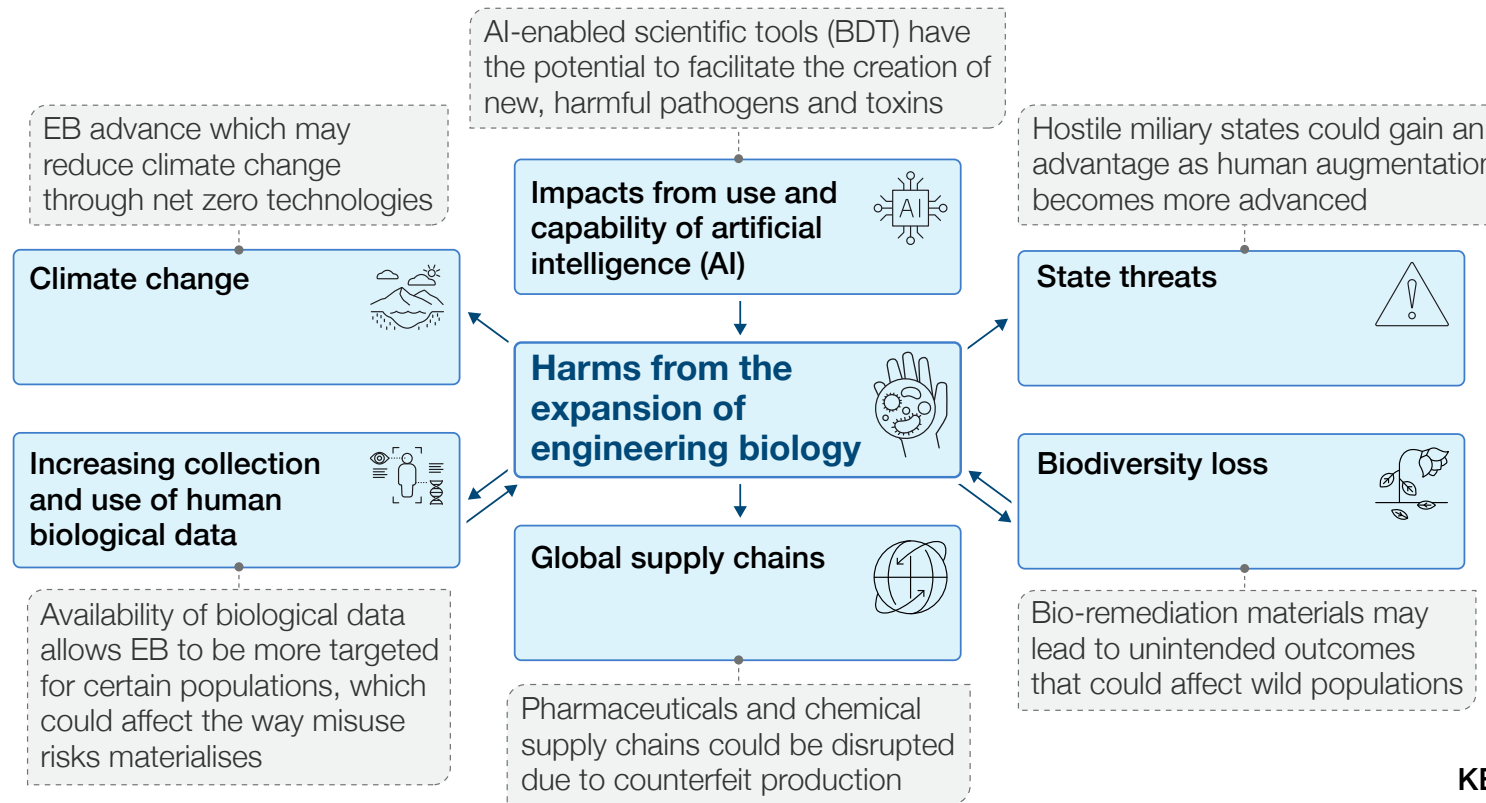 AI-enabled scientific tools (BDT) have
the potential to facilitate the creation of
new, harmful pathogens and toxins
EB advance which may
reduce climate change
through net zero technologies
Hostile miliary states could gain an
advantage as human augmentation
becomes more advanced
Impacts from use and
capability of artificial
intelligence (AI)
AI
Climate change
State threats
Harms from the
expansion of
engineering biology
Increasing collection
and use of human
biological data
Biodiversity loss
Global supply chains
Availability of biological data
allows EB to be more targeted
for certain populations, which
could affect the way misuse
risks materialises
Bio-remediation materials may
lead to unintended outcomes
that could affect wild populations
Pharmaceuticals and chemical
supply chains could be disrupted
due to counterfeit production